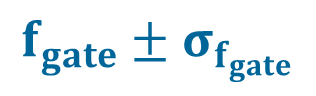 f_gate ± σ_f_gate